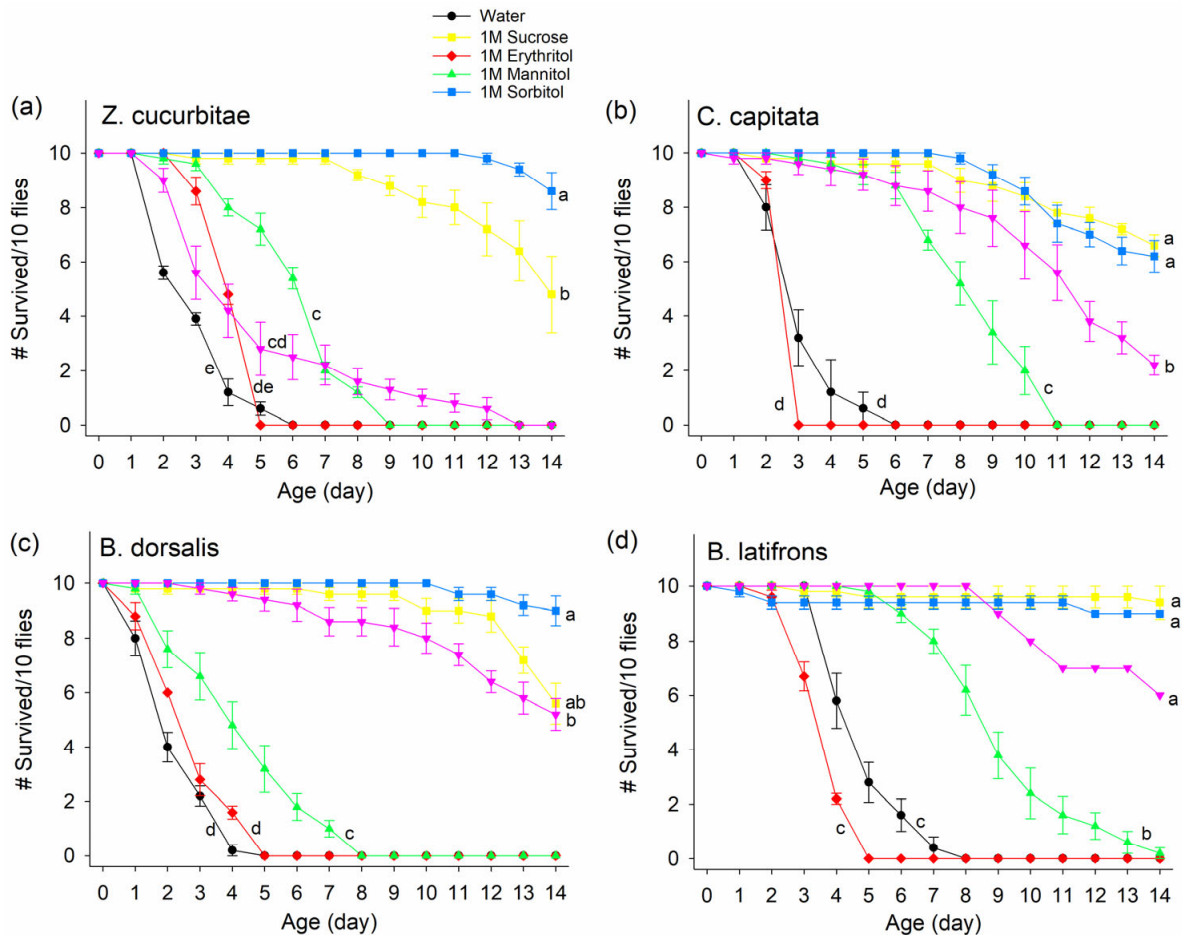 Water
1M Sucrose
1M Erythritol
1M Mannitol
1M Sorbitol
(a)
Z. cucurbitae
# Survived/10 flies
10
8
6
4
2
0
e
de
cd
c
a
b
0 1 2 3 4 5 6 7 8 9 10 11 12 13 14
Age (day)
(b)
C. capitata
# Survived/10 flies
10
8
6
4
2
0
d
d
c
a
a
b
0 1 2 3 4 5 6 7 8 9 10 11 12 13 14
Age (day)
(c)
B. dorsalis
# Survived/10 flies
10
8
6
4
2
0
d
d
c
a
ab
b
0 1 2 3 4 5 6 7 8 9 10 11 12 13 14
Age (day)
(d)
B. latifrons
# Survived/10 flies
10
8
6
4
2
0
c
c
b
a
a
a
0 1 2 3 4 5 6 7 8 9 10 11 12 13 14
Age (day)